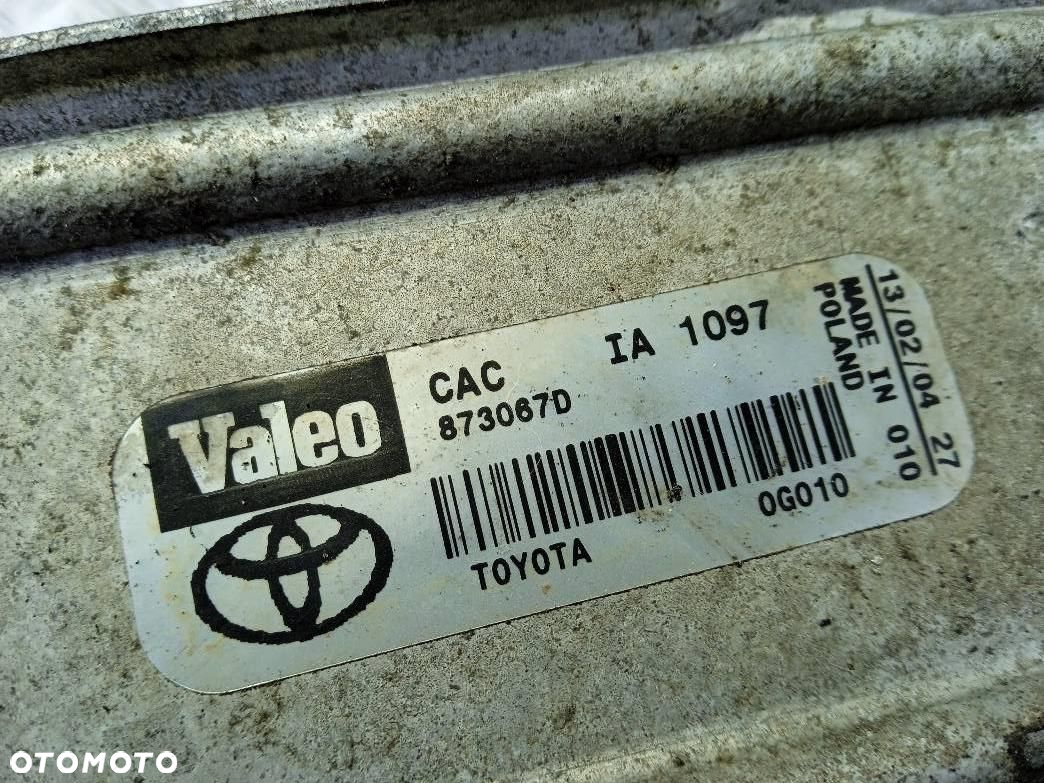 Valeo
CAC
IA 1097
873067D
TOYOTA
0G010
MADE IN
POLAND
010
13/02/04 27
OTOMOTO